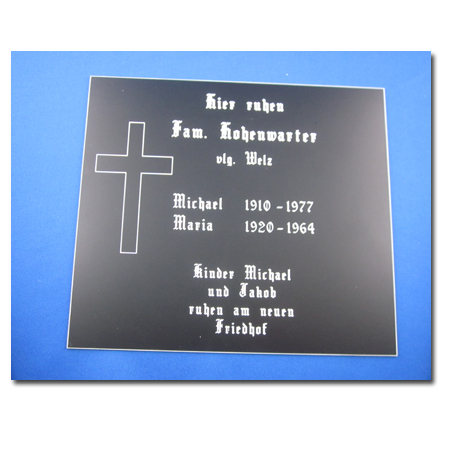 Hier ruhen
Fam. Hohenwarter
vlg. Welz
Michael 1910 - 1977
Maria 1920 - 1964
Kinder Michael
und Jakob
ruhen am neuen
Friedhof